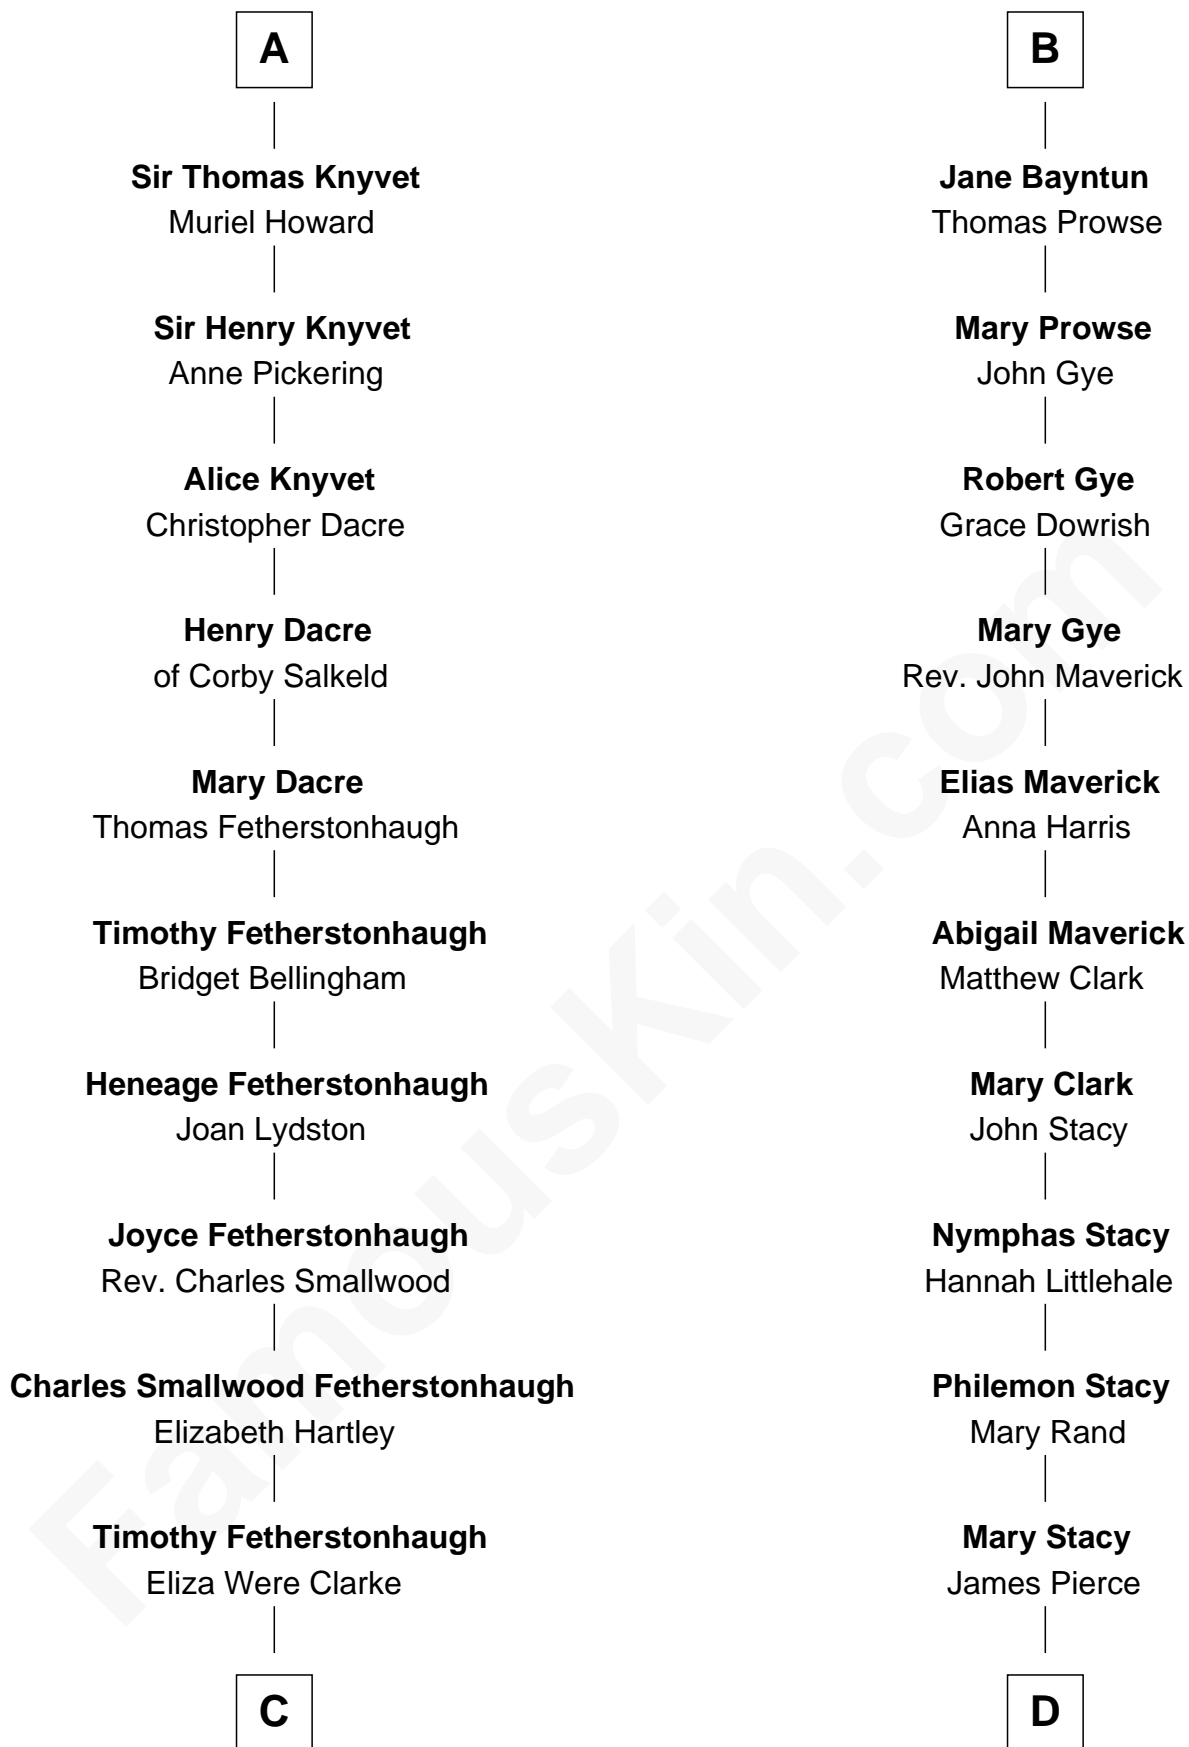 A
Sir Thomas Knyvet
Muriel Howard
Sir Henry Knyvet
Anne Pickering
Alice Knyvet
Christopher Dacre
Henry Dacre
of Corby Salkeld
Mary Dacre
Thomas Fetherstonhaugh
Timothy Fetherstonhaugh
Bridget Bellingham
Heneage Fetherstonhaugh
Joan Lydston
Joyce Fetherstonhaugh
Rev. Charles Smallwood
Charles Smallwood Fetherstonhaugh
Elizabeth Hartley
Timothy Fetherstonhaugh
Eliza Were Clarke
C
B
Jane Bayntun
Thomas Prowse
Mary Prowse
John Gye
Robert Gye
Grace Dowrish
Mary Gye
Rev. John Maverick
Elias Maverick
Anna Harris
Abigail Maverick
Matthew Clark
Mary Clark
John Stacy
Nymphas Stacy
Hannah Littlehale
Philemon Stacy
Mary Rand
Mary Stacy
James Pierce
D
FamousKin.com